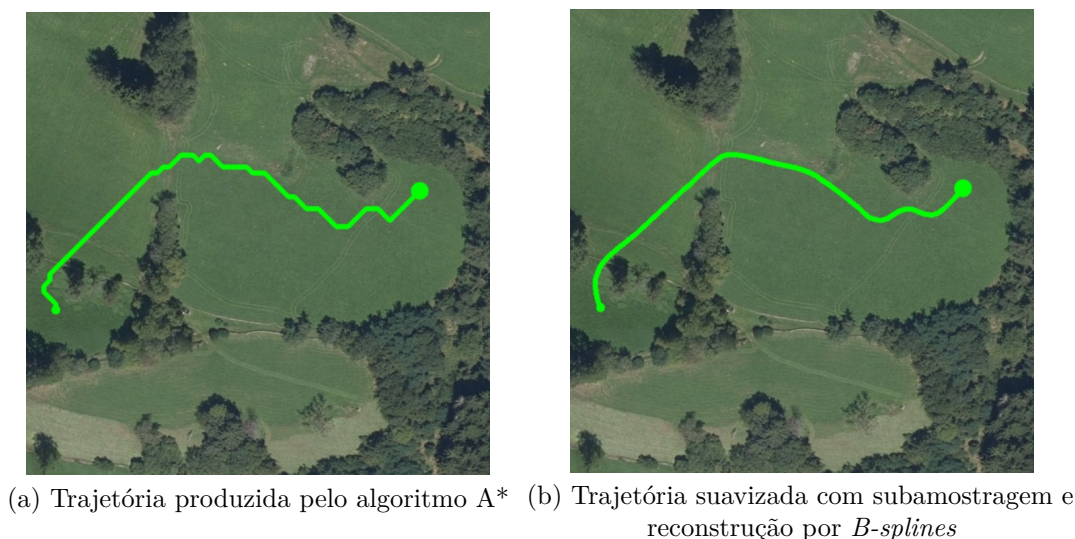 (a) Trajetória produzida pelo algoritmo A*
(b) Trajetória suavizada com subamostragem e
reconstrução por B-splines